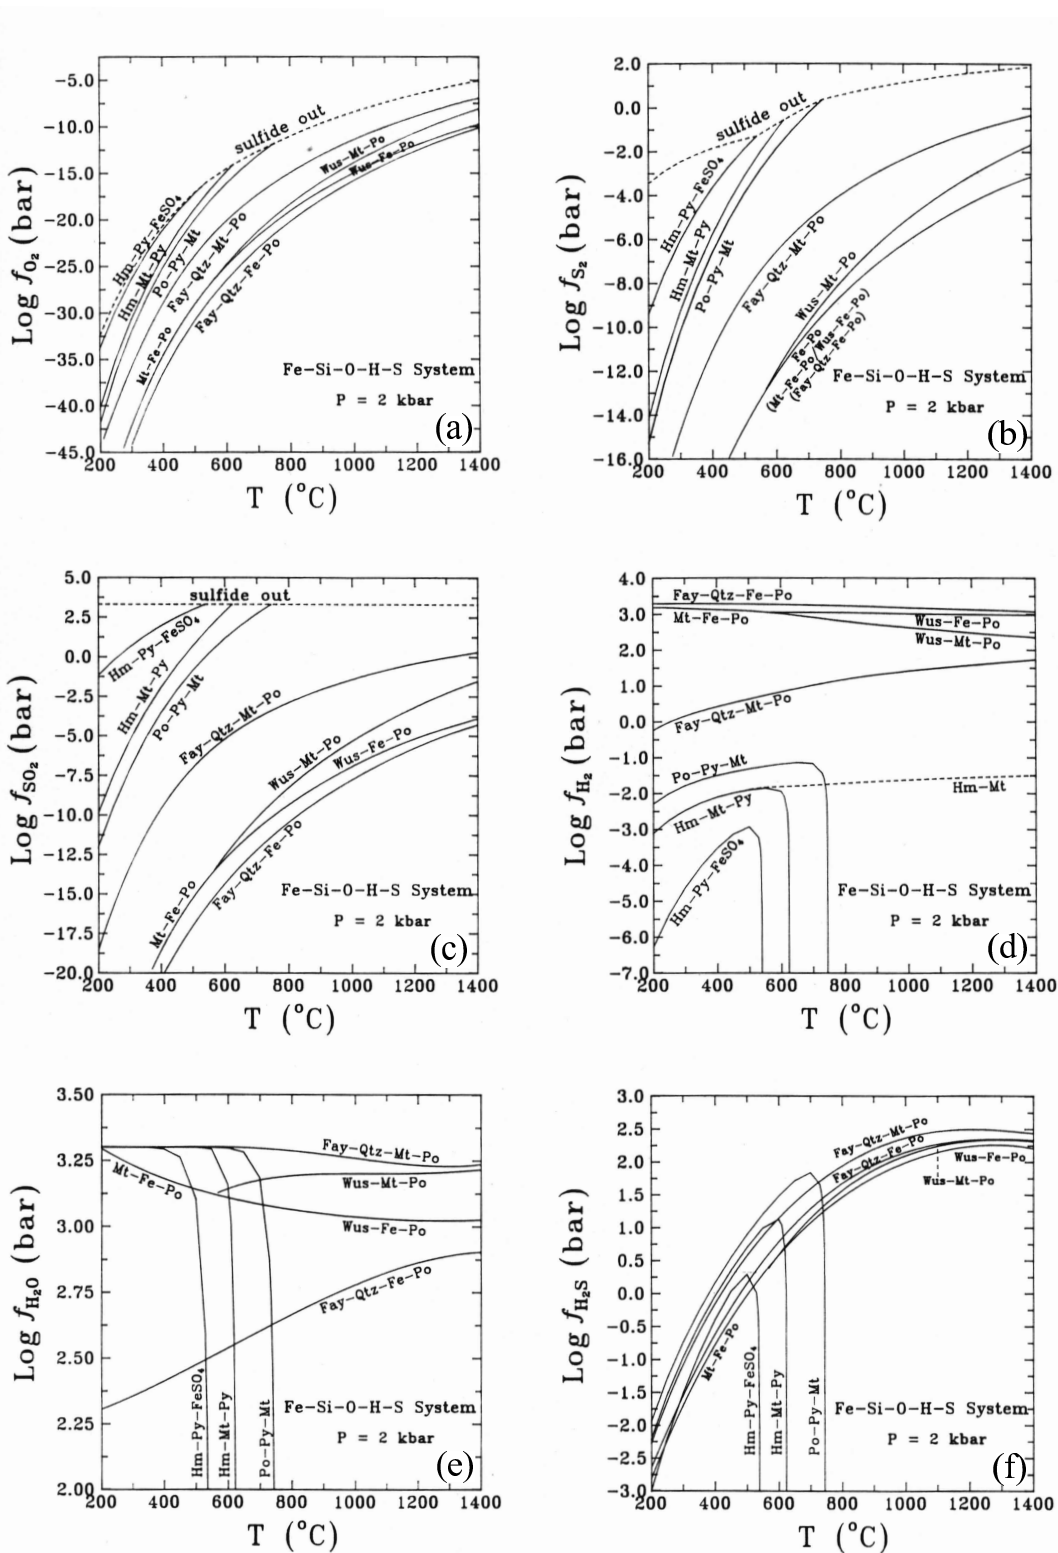 Log fO2 (bar)
-5.0
-10.0
-15.0
-20.0
-25.0
-30.0
-35.0
-40.0
-45.0
sulfide out
Hm-Py-FeSO4
Hm-Mt-Py
Po-Py-Mt
Fay-Qtz-Mt-Po
Wus-Mt-Po
Wus-Fe-Po
Mt-Fe-Po
Fay-Qtz-Fe-Po
Fe-Si-O-H-S System
P = 2 kbar
(a)
200 400 600 800 1000 1200 1400
T (°C)
Log fS2 (bar)
2.0
0.0
-2.0
-4.0
-6.0
-8.0
-10.0
-12.0
-14.0
-16.0
sulfide out
Hm-Py-FeSO4
Hm-Mt-Py
Po-Py-Mt
Fay-Qtz-Mt-Po
Wus-Mt-Po
Fe-Po
(Mt-Fe-Po/Wus-Fe-Po)
(Fay-Qtz-Fe-Po)
Fe-Si-O-H-S System
P = 2 kbar
(b)
200 400 600 800 1000 1200 1400
T (°C)
Log fSO2 (bar)
5.0
2.5
0.0
-2.5
-5.0
-7.5
-10.0
-12.5
-15.0
-17.5
-20.0
sulfide out
Hm-Py-FeSO4
Hm-Mt-Py
Po-Py-Mt
Fay-Qtz-Mt-Po
Wus-Mt-Po
Wus-Fe-Po
Mt-Fe-Po
Fay-Qtz-Fe-Po
Fe-Si-O-H-S System
P = 2 kbar
(c)
200 400 600 800 1000 1200 1400
T (°C)
Log fH2 (bar)
4.0
3.0
2.0
1.0
0.0
-1.0
-2.0
-3.0
-4.0
-5.0
-6.0
-7.0
Fay-Qtz-Fe-Po
Mt-Fe-Po
Wus-Fe-Po
Wus-Mt-Po
Fay-Qtz-Mt-Po
Po-Py-Mt
Hm-Mt
Hm-Mt-Py
Hm-Py-FeSO4
Fe-Si-O-H-S System
P = 2 kbar
(d)
200 400 600 800 1000 1200 1400
T (°C)
Log fH2O (bar)
3.50
3.25
3.00
2.75
2.50
2.25
2.00
Fay-Qtz-Mt-Po
Mt-Fe-Po
Wus-Mt-Po
Wus-Fe-Po
Fay-Qtz-Fe-Po
Hm-Py-FeSO4
Hm-Mt-Py
Po-Py-Mt
Fe-Si-O-H-S System
P = 2 kbar
(e)
200 400 600 800 1000 1200 1400
T (°C)
Log fH2S (bar)
3.0
2.5
2.0
1.5
1.0
0.5
0.0
-0.5
-1.0
-1.5
-2.0
-2.5
-3.0
Fay-Qtz-Mt-Po
Fay-Qtz-Fe-Po
Wus-Fe-Po
Wus-Mt-Po
Mt-Fe-Po
Hm-Py-FeSO4
Hm-Mt-Py
Po-Py-Mt
Fe-Si-O-H-S System
P = 2 kbar
(f)
200 400 600 800 1000 1200 1400
T (°C)